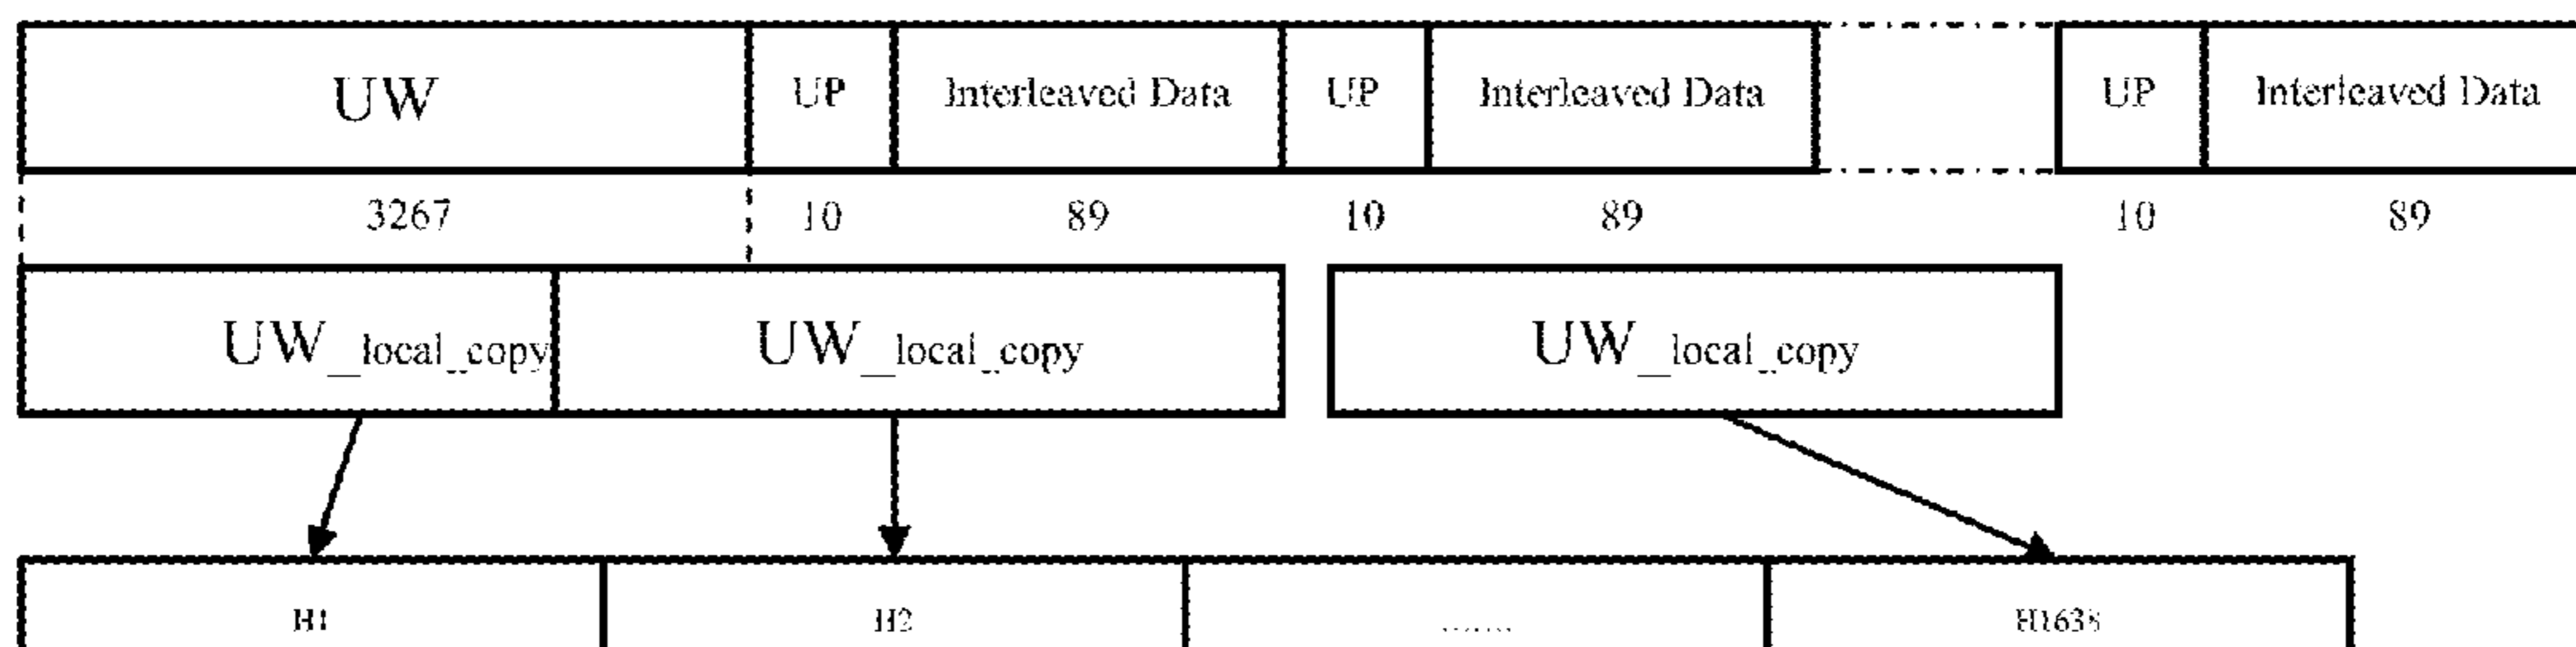 UW UP Interleaved Data UP Interleaved Data UP Interleaved Data
3267 10 89 10 89 10 89
UW_local_copy UW_local_copy UW_local_copy
H1 H2 ....... H1638